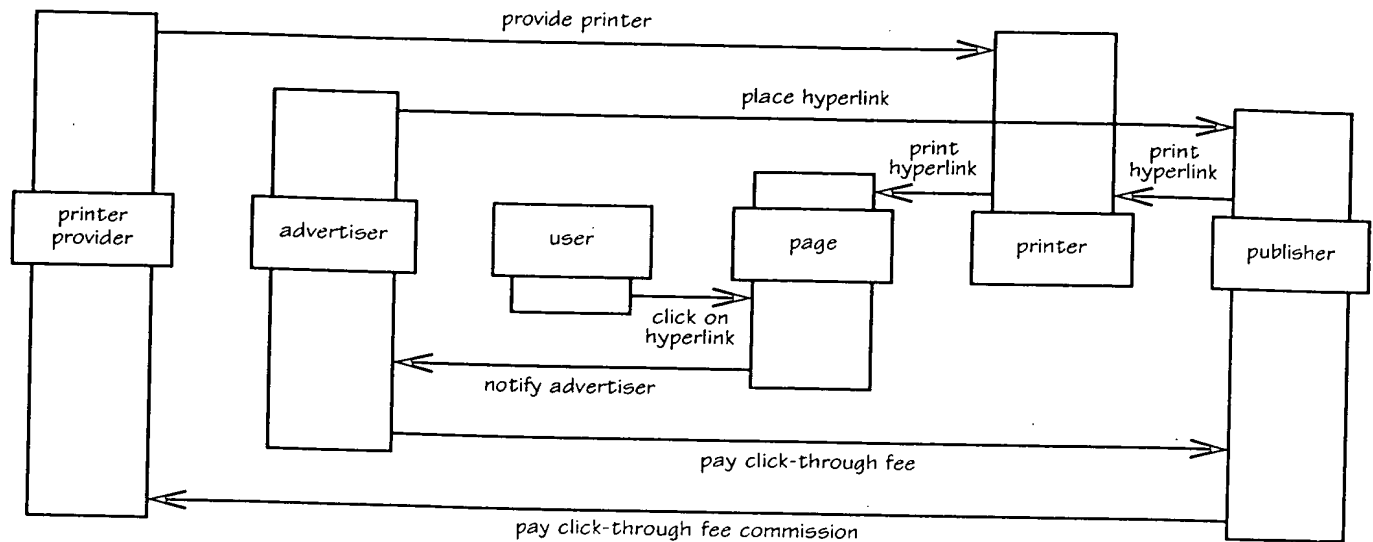 provide printer
place hyperlink
print
hyperlink
print
hyperlink
printer
provider
advertiser
user
page
printer
publisher
click on
hyperlink
notify advertiser
pay click-through fee
pay click-through fee commission